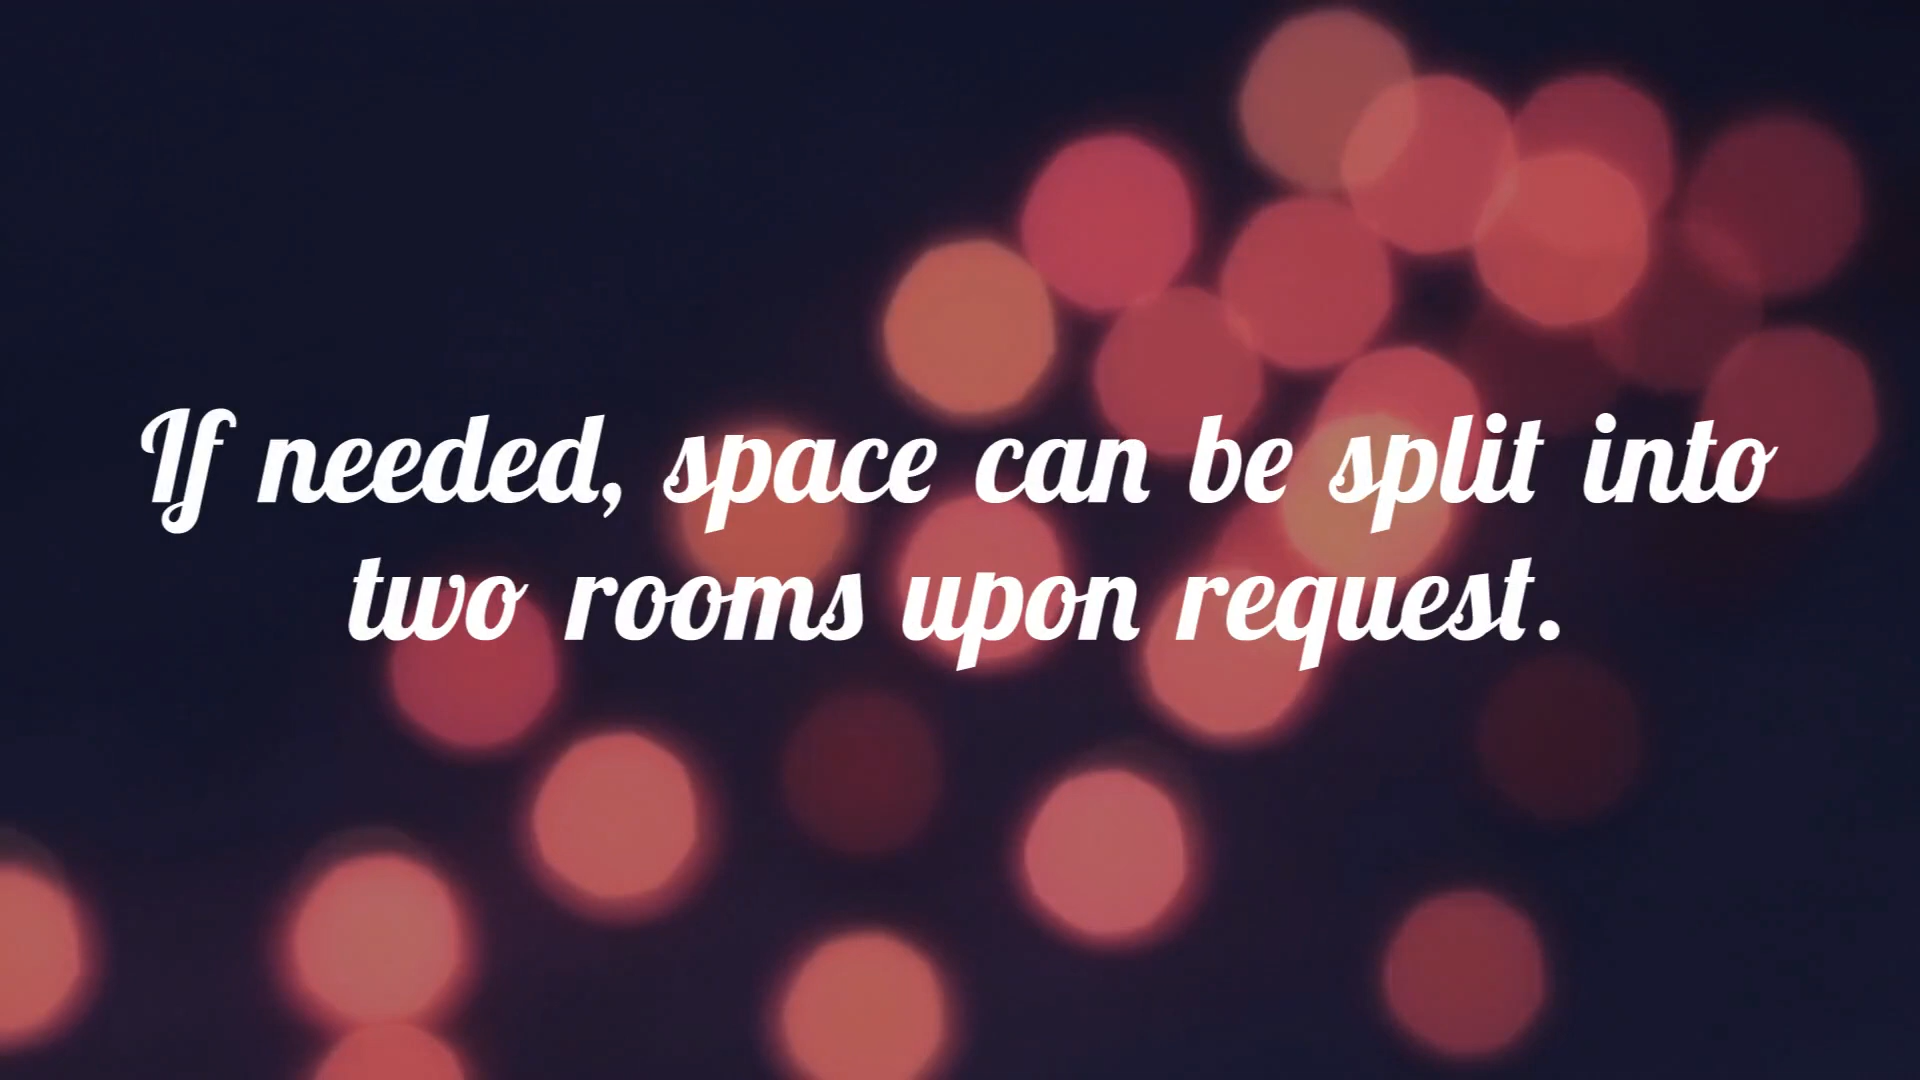 If needed, space can be split into
two rooms upon request.